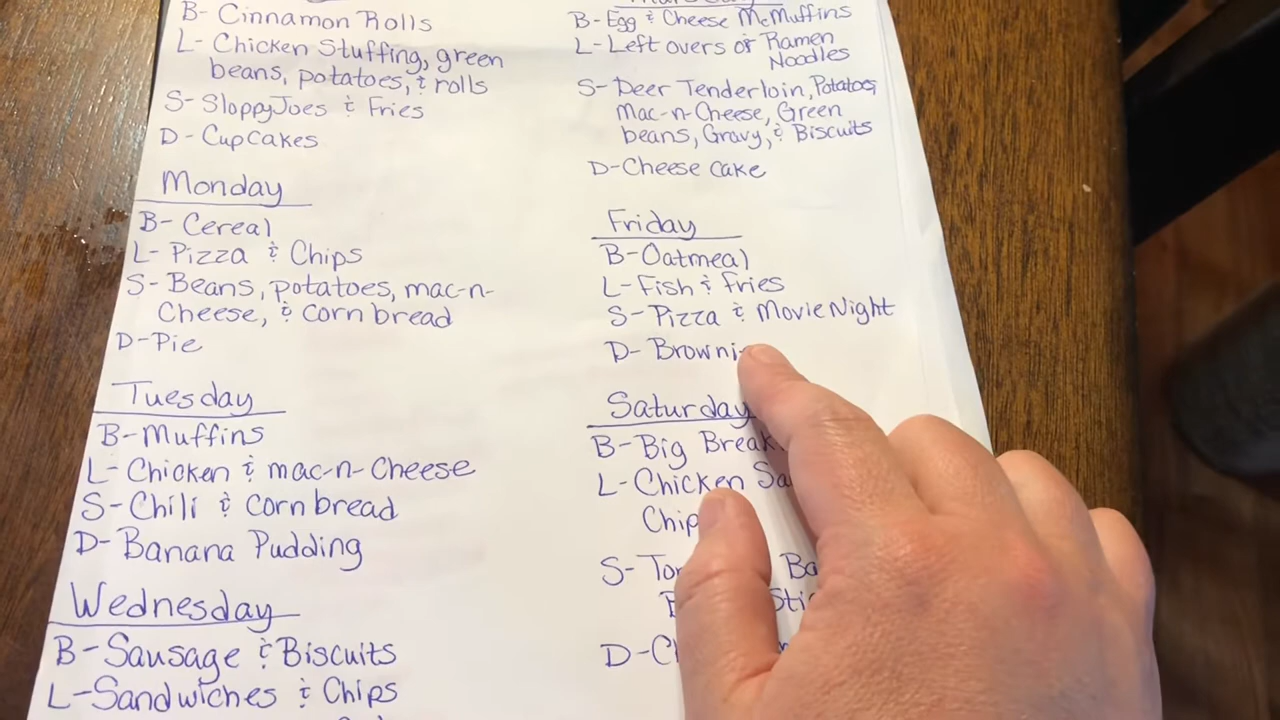 B- Cinnamon Rolls
L- Chicken Stuffing, green
beans, potatoes, & rolls
S- Sloppy Joes & Fries
D- Cupcakes
Monday
B- Cereal
L- Pizza & Chips
S- Beans, potatoes, mac-n-
Cheese, & corn bread
D- Pie
Tuesday
B- Muffins
L- Chicken & mac-n-Cheese
S- Chili & corn bread
D- Banana Pudding
Wednesday
B- Sausage & Biscuits
L- Sandwiches & Chips
B- Egg & Cheese McMuffins
L- Left overs or Ramen
Noodles
S- Deer Tenderloin, Potatoes,
mac-n-Cheese, Green
beans, Gravy, & Biscuits
D- Cheese cake
Friday
B- Oatmeal
L- Fish & fries
S- Pizza & Movie Night
D- Browni
Saturday
B- Big Break
L- Chicken Sa
Chip
S-
D-